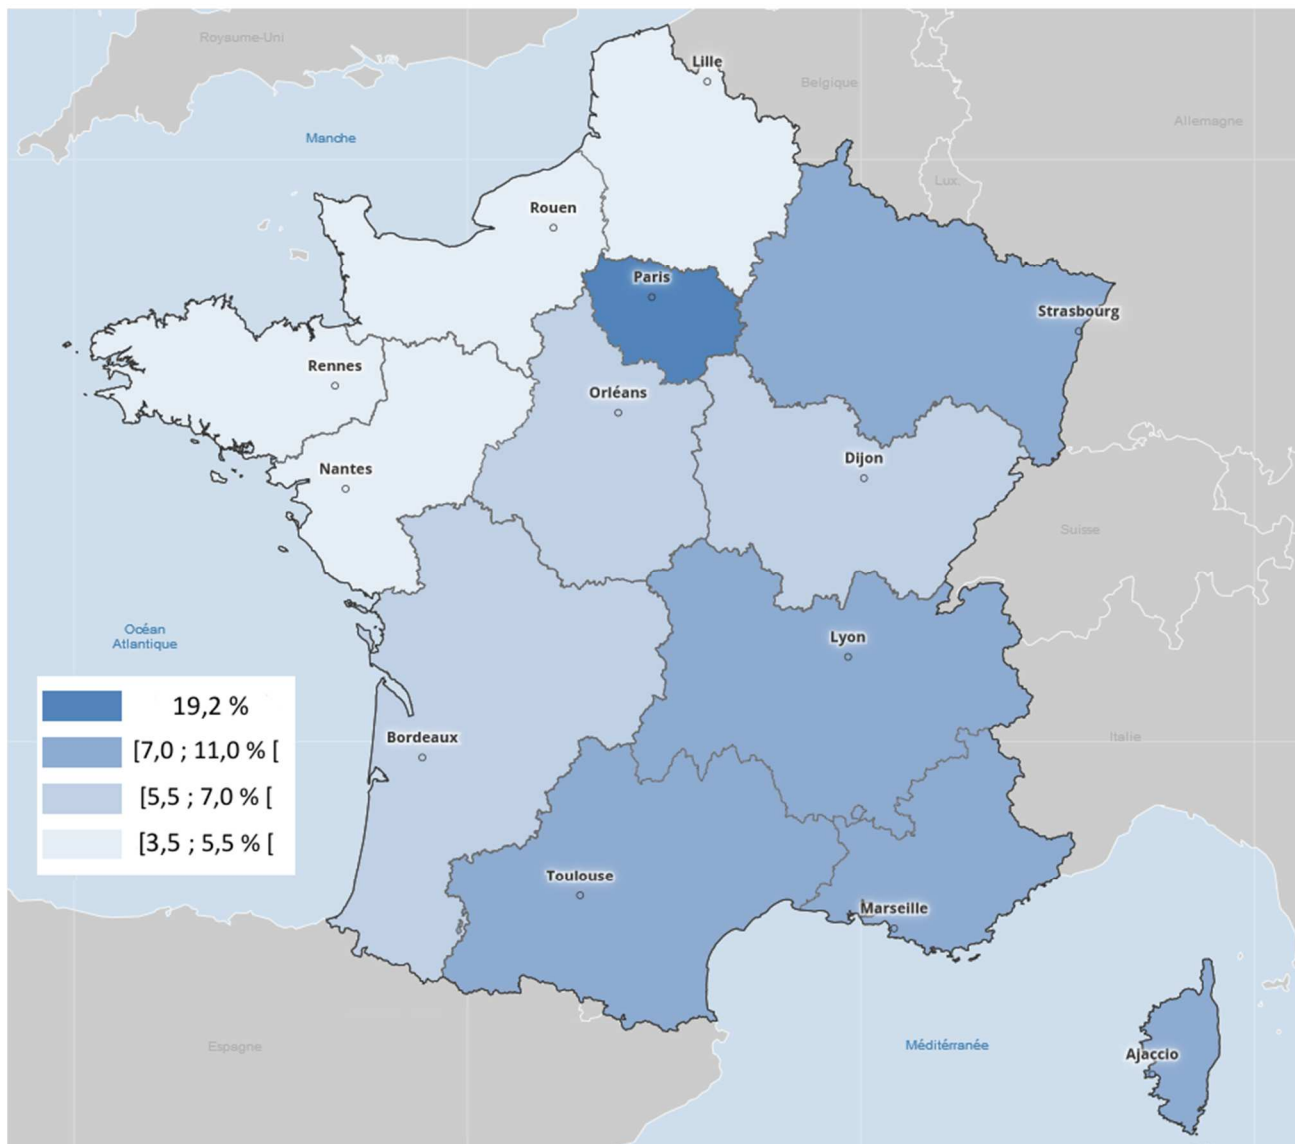 Royaume-Uni
Lille
Belgique
Allemagne
Manche
Lux.
Rouen
Paris
Strasbourg
Rennes
Orléans
Dijon
Nantes
Suisse
Océan
Atlantique
Lyon
19,2 %
[7,0 ; 11,0 % [
[5,5 ; 7,0 % [
[3,5 ; 5,5 % [
Bordeaux
Italie
Toulouse
Marseille
Espagne
Méditérranée
Ajaccio